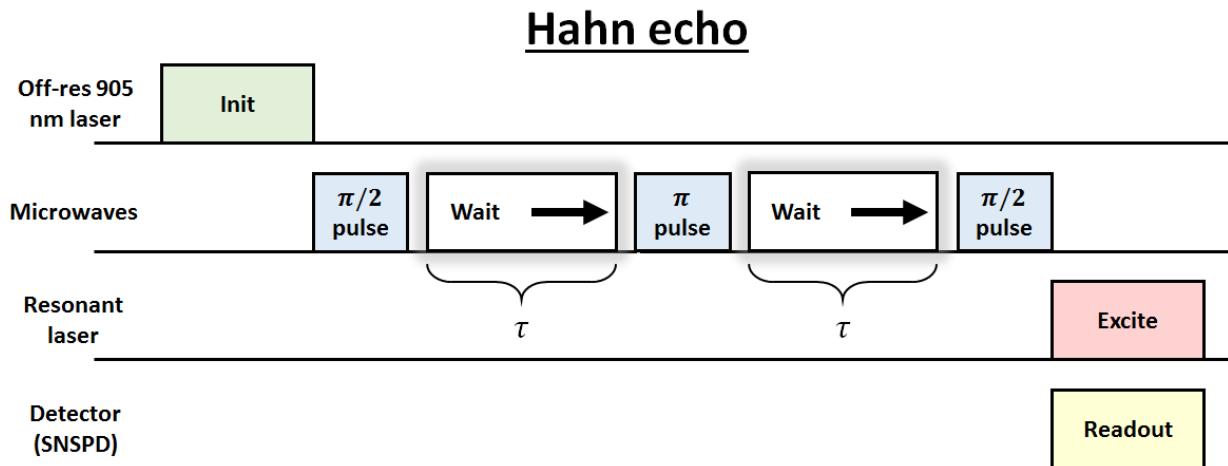 Hahn echo
Off-res 905
nm laser
Init
Microwaves
π/2
pulse
Wait
π
pulse
Wait
π/2
pulse
τ
τ
Resonant
laser
Excite
Detector
(SNSPD)
Readout